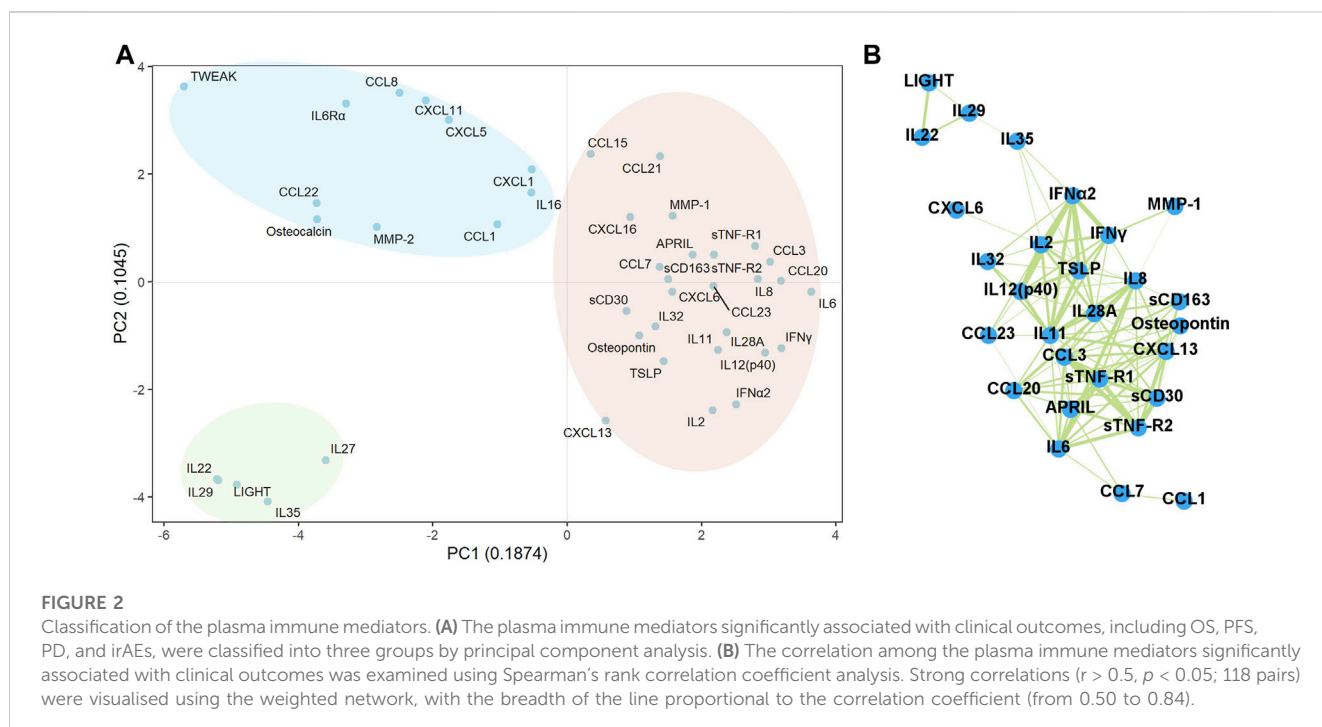 A
B
4
2
0
-2
-4
-6
-4
-2
0
2
4
PC2 (0.1045)
PC1 (0.1874)
TWEAK
CCL8
IL6Rα
CXCL11
CXCL5
CXCL1
IL16
CCL22
Osteocalcin
MMP-2
CCL1
CCL15
CCL21
MMP-1
CXCL16
sTNF-R1
APRIL
CCL3
CCL7
sCD163
sTNF-R2
CCL20
CXCL6
IL8
IL6
CCL23
sCD30
IL32
Osteopontin
IL11
IL28A
IFNγ
IL12(p40)
TSLP
IFNα2
IL2
CXCL13
IL27
IL22
IL29
LIGHT
IL35
LIGHT
IL29
IL22
IL35
IFNα2
CXCL6
MMP-1
IL2
IFNγ
IL32
TSLP
IL8
IL12(p40)
sCD163
IL28A
Osteopontin
CCL23
IL11
CXCL13
CCL3
sTNF-R1
CCL20
sCD30
APRIL
sTNF-R2
IL6
CCL7
CCL1
FIGURE 2
Classification of the plasma immune mediators. (A) The plasma immune mediators significantly associated with clinical outcomes, including OS, PFS,
PD, and irAEs, were classified into three groups by principal component analysis. (B) The correlation among the plasma immune mediators significantly
associated with clinical outcomes was examined using Spearman's rank correlation coefficient analysis. Strong correlations (r > 0.5, p < 0.05; 118 pairs)
were visualised using the weighted network, with the breadth of the line proportional to the correlation coefficient (from 0.50 to 0.84).